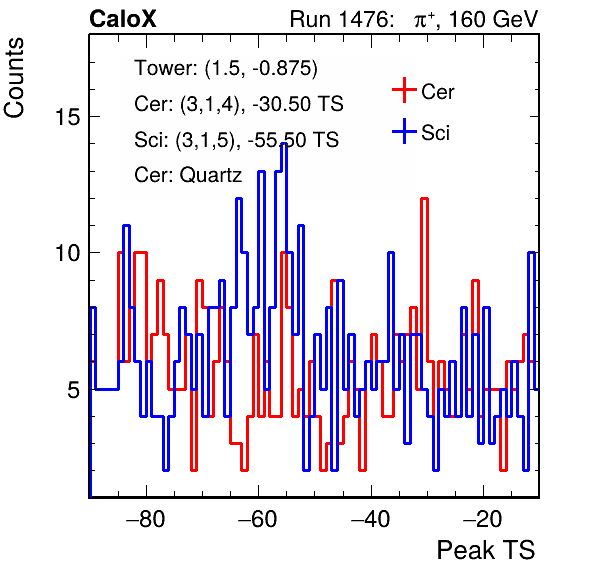 CaloX Run 1476: π⁺, 160 GeV
Counts
Tower: (1.5, -0.875)
Cer: (3,1,4), -30.50 TS
Sci: (3,1,5), -55.50 TS
Cer: Quartz
Cer
Sci
15
10
5
−80 −60 −40 −20
Peak TS